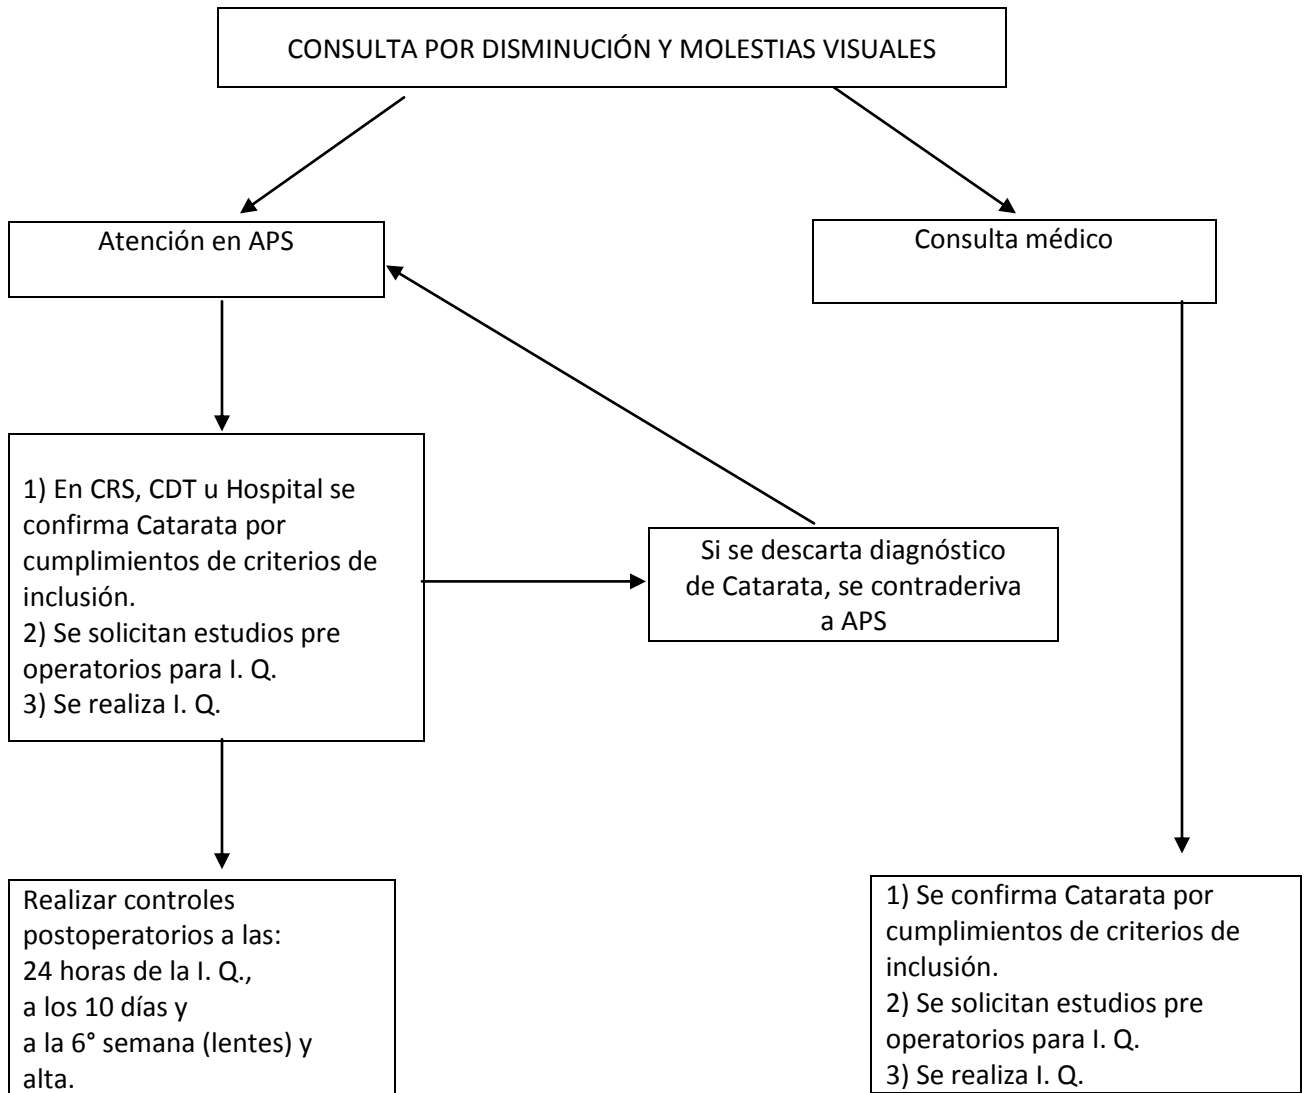 CONSULTA POR DISMINUCIÓN Y MOLESTIAS VISUALES
Atención en APS
Consulta médico
1) En CRS, CDT u Hospital se
confirma Catarata por
cumplimientos de criterios de
inclusión.
2) Se solicitan estudios pre
operatorios para I. Q.
3) Se realiza I. Q.
Si se descarta diagnóstico
de Catarata, se contraderiva
a APS
Realizar controles
postoperatorios a las:
24 horas de la I. Q.,
a los 10 días y
a la 6° semana (lentes) y
alta.
1) Se confirma Catarata por
cumplimientos de criterios de
inclusión.
2) Se solicitan estudios pre
operatorios para I. Q.
3) Se realiza I. Q.